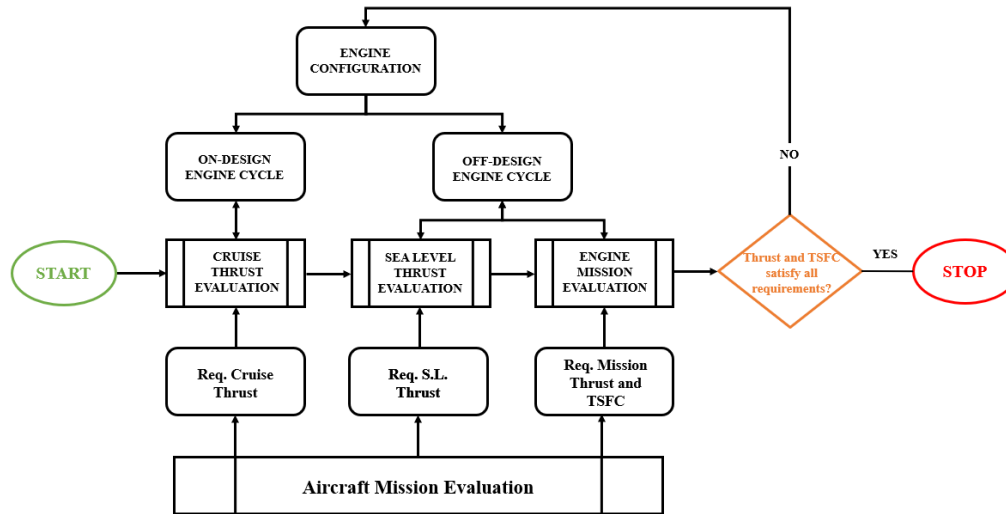 ENGINE
CONFIGURATION
ON-DESIGN
ENGINE CYCLE
OFF-DESIGN
ENGINE CYCLE
NO
START
CRUISE
THRUST
EVALUATION
SEA LEVEL
THRUST
EVALUATION
ENGINE
MISSION
EVALUATION
Thrust and TSFC
satisfy all
requirements?
YES
STOP
Req. Cruise
Thrust
Req. S.L.
Thrust
Req. Mission
Thrust and
TSFC
Aircraft Mission Evaluation